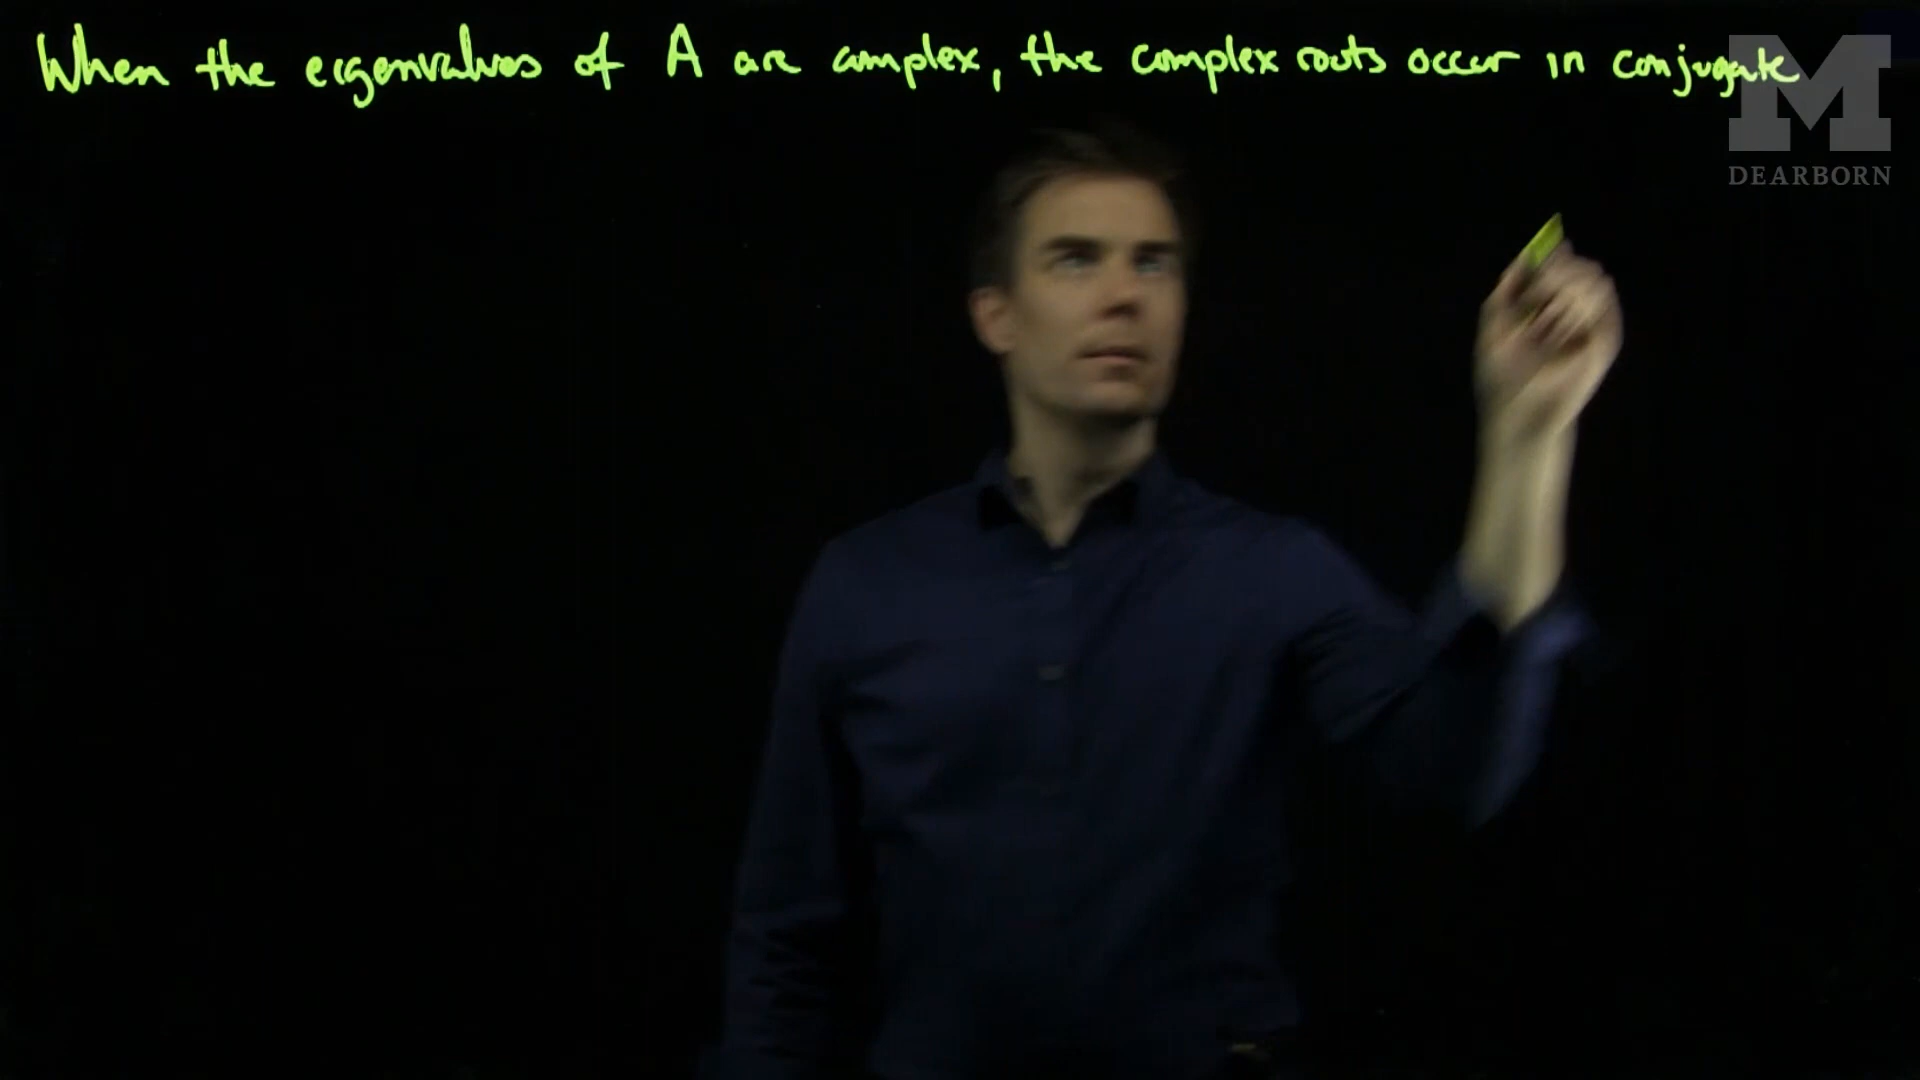 When the eigenvalues of A are complex, the complex roots occur in conjugate
M
DEARBORN